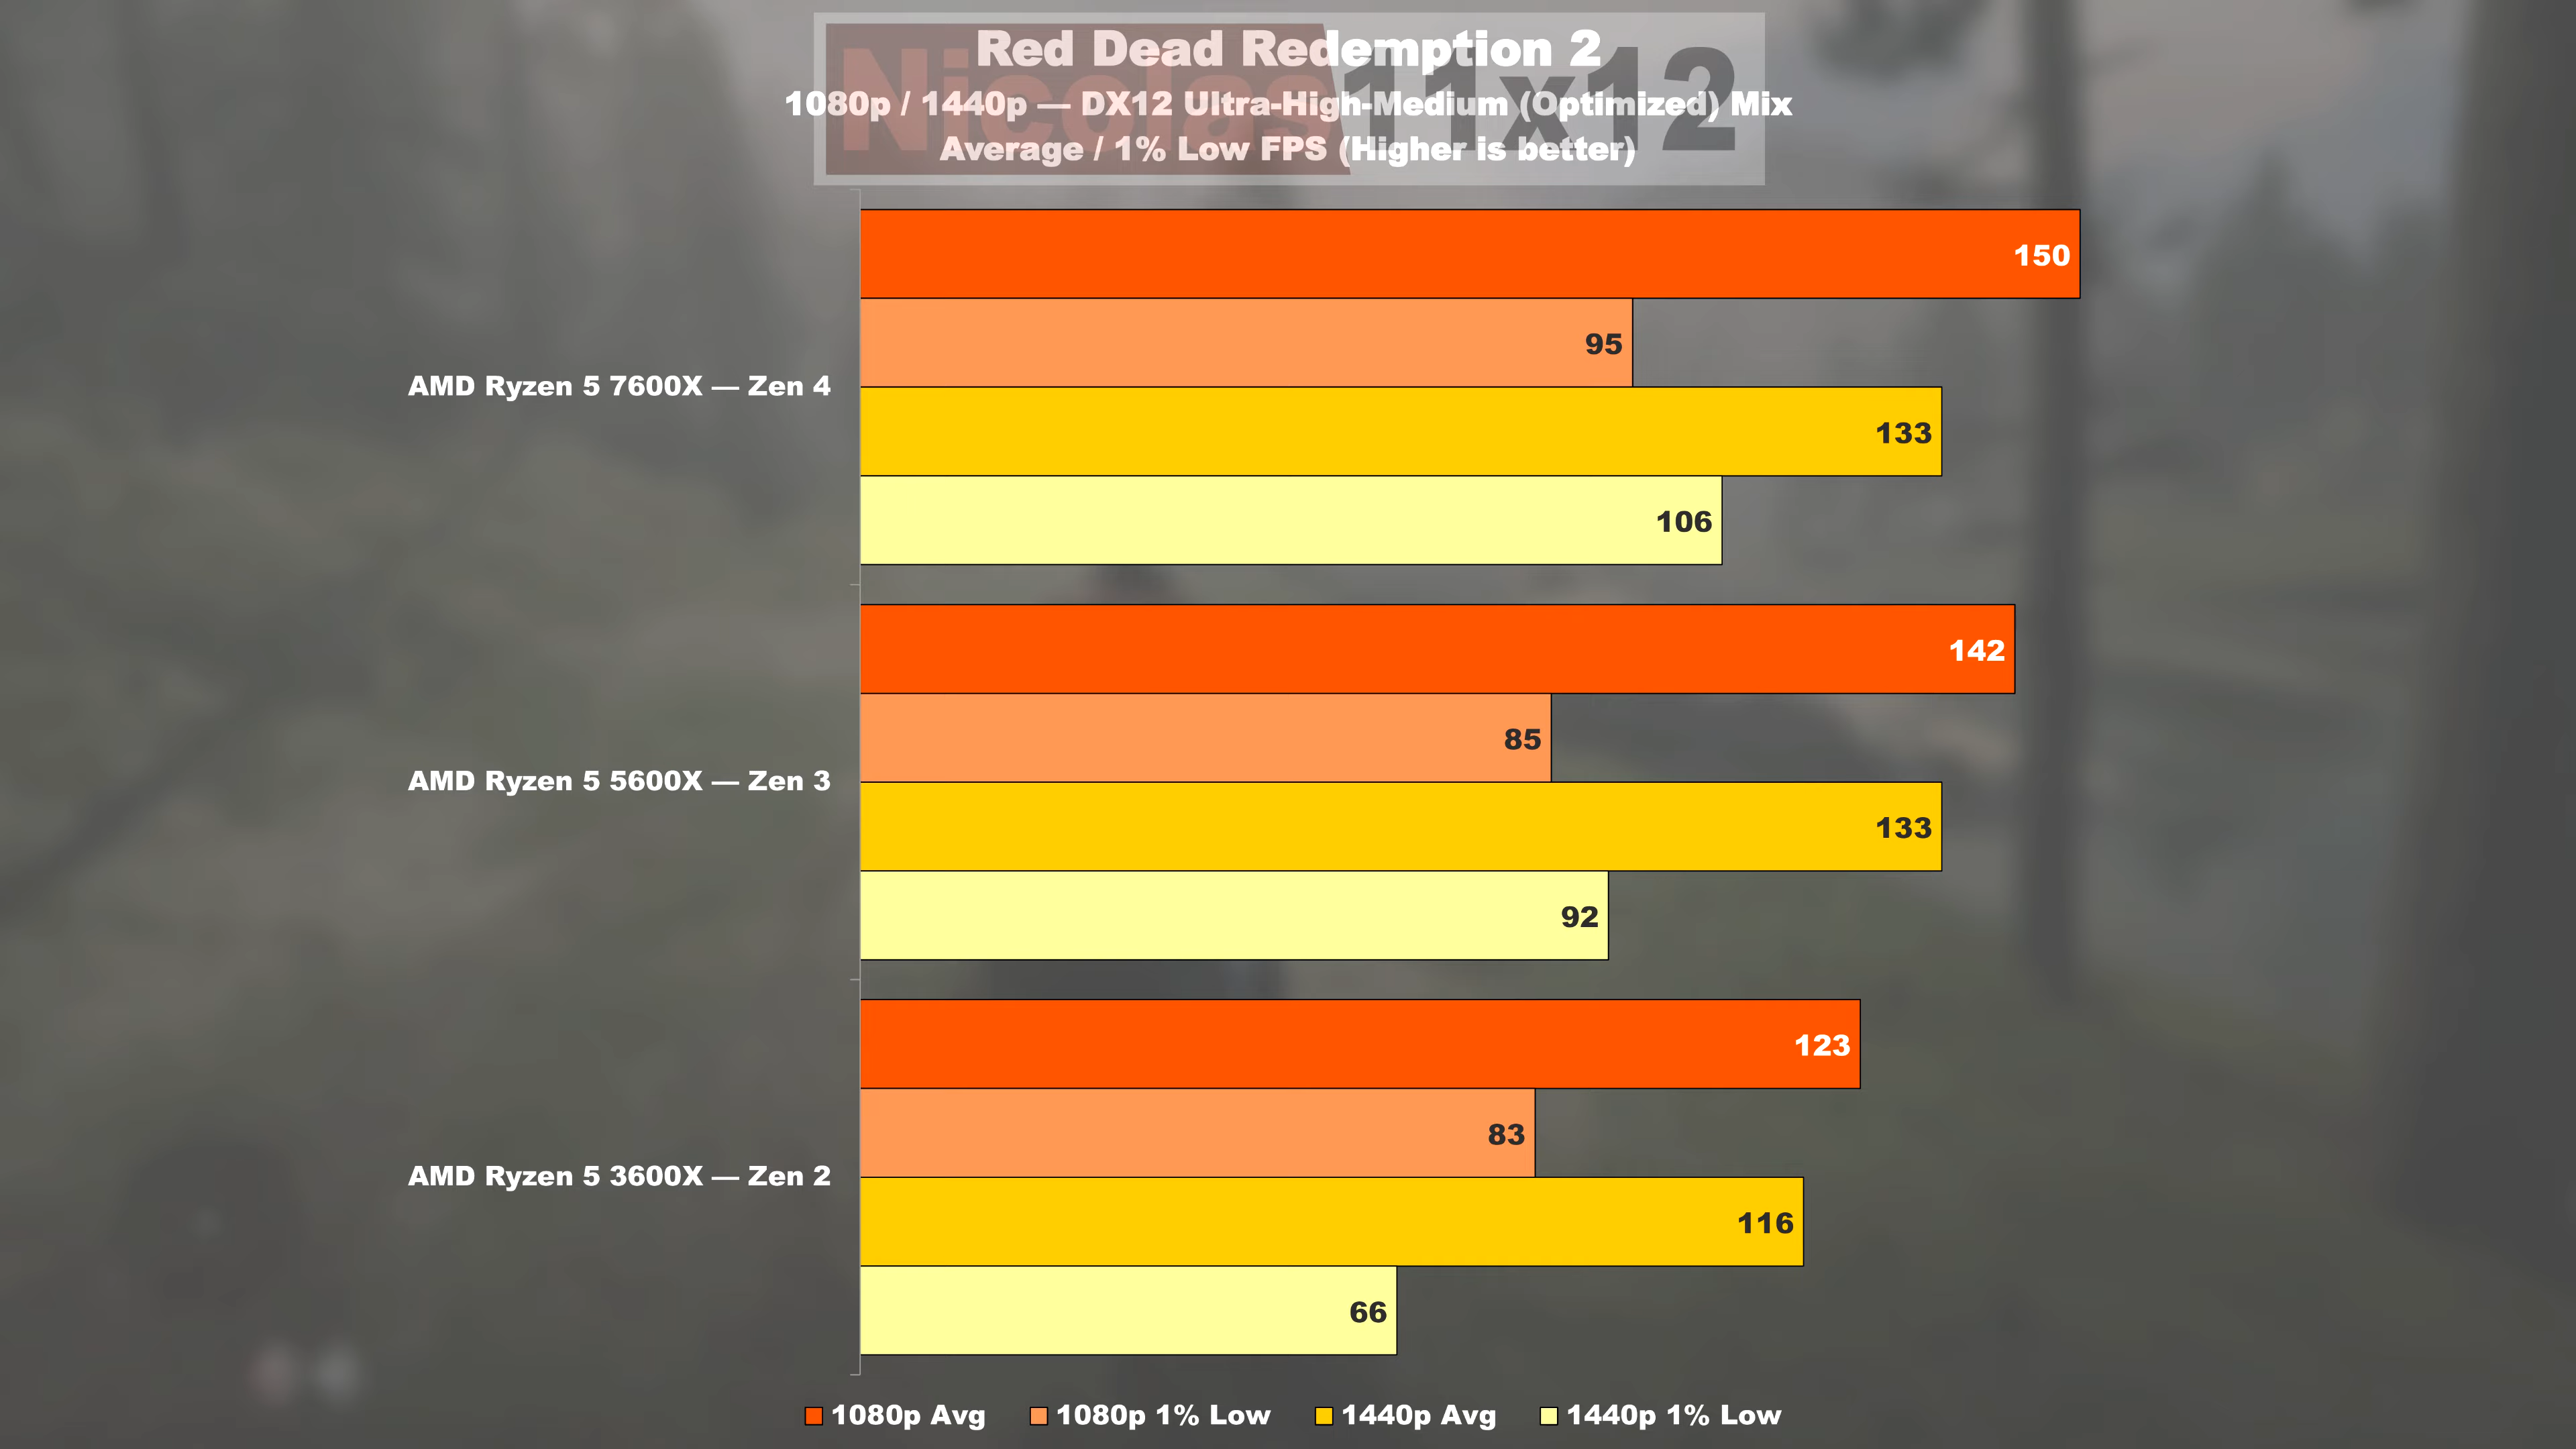 Nicolas11x12
Red Dead Redemption 2
1080p / 1440p — DX12 Ultra-High-Medium (Optimized) Mix
Average / 1% Low FPS (Higher is better)
150
95
AMD Ryzen 5 7600X — Zen 4
133
106
142
85
AMD Ryzen 5 5600X — Zen 3
133
92
123
83
AMD Ryzen 5 3600X — Zen 2
116
66
1080p Avg 1080p 1% Low 1440p Avg 1440p 1% Low